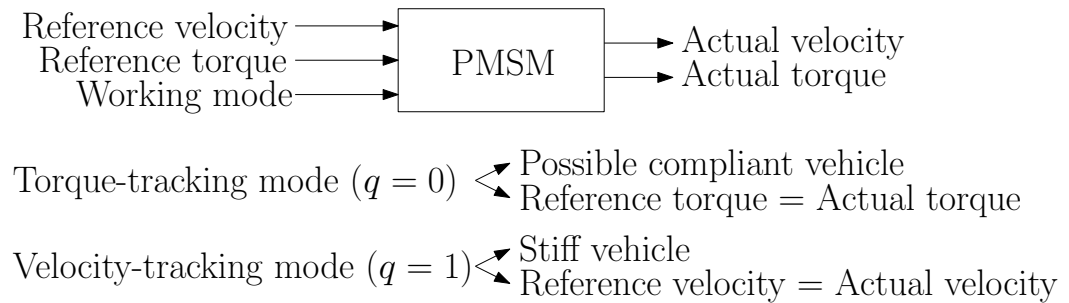 Reference velocity
Reference torque
Working mode
PMSM
Actual velocity
Actual torque
Torque-tracking mode (q = 0)
Possible compliant vehicle
Reference torque = Actual torque
Velocity-tracking mode (q = 1)
Stiff vehicle
Reference velocity = Actual velocity